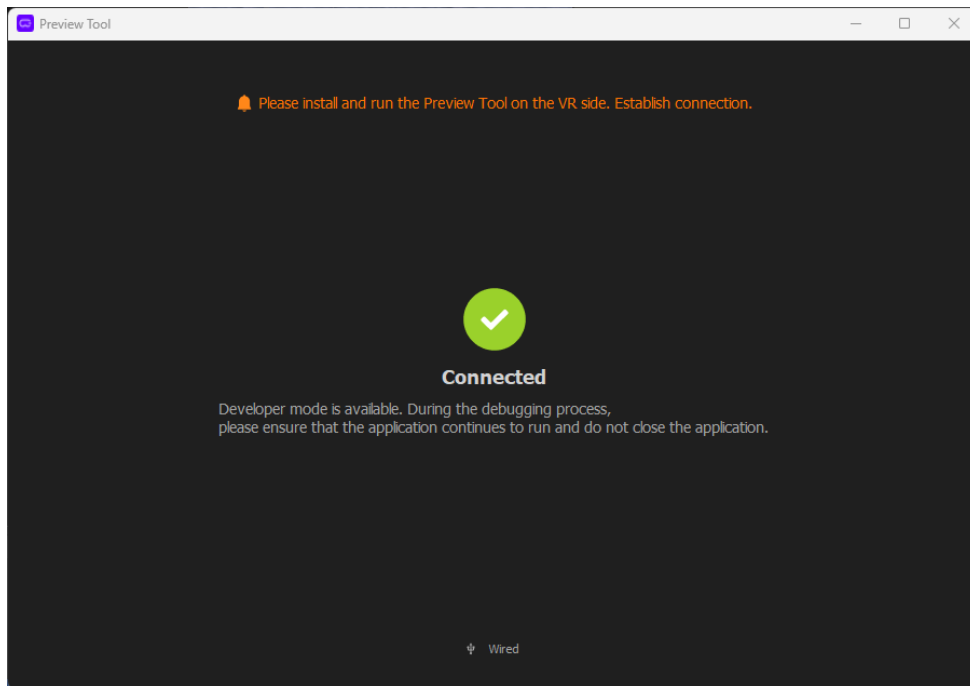 Preview Tool
Please install and run the Preview Tool on the VR side. Establish connection.
Connected
Developer mode is available. During the debugging process,
please ensure that the application continues to run and do not close the application.
Wired